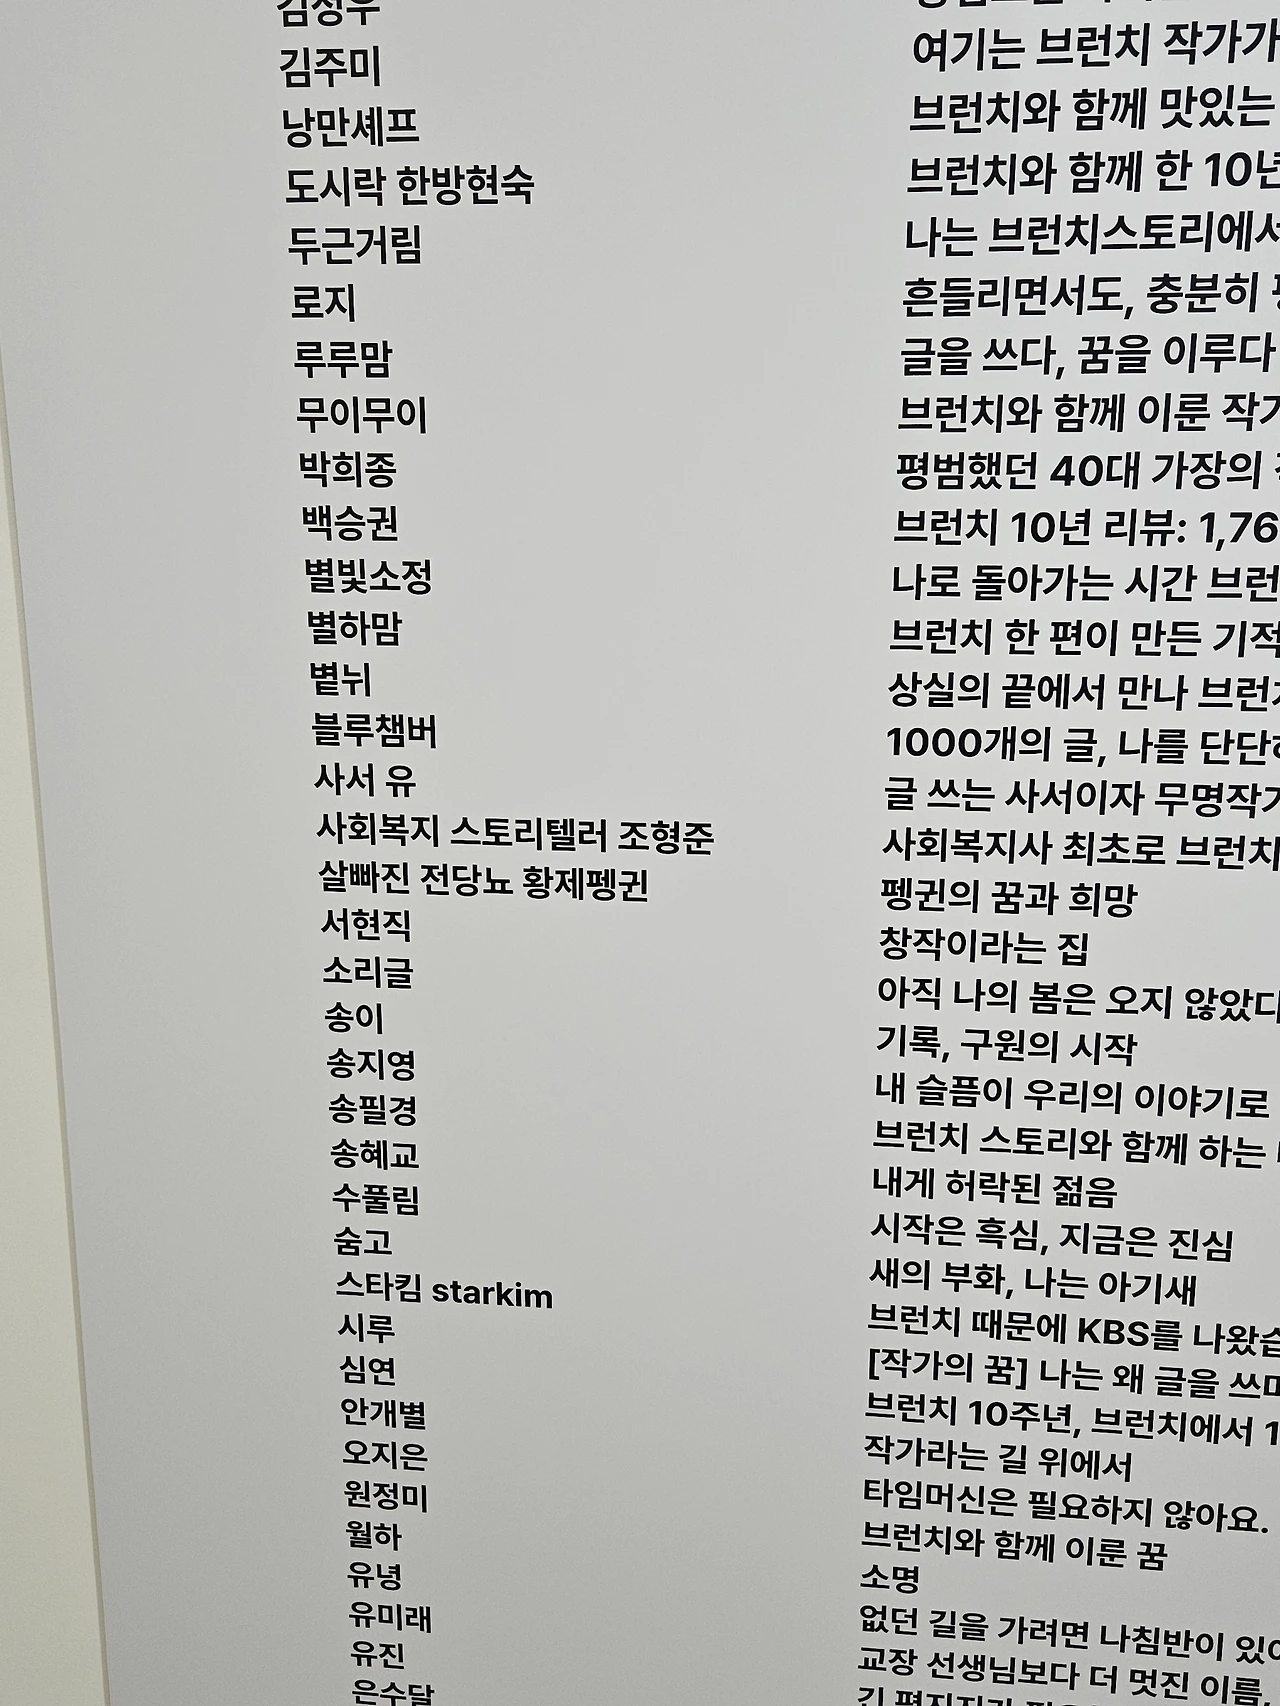 김주미 여기는 브런치 작가가
낭만셰프 브런치와 함께 맛있는
도시락 한방현숙 브런치와 함께 한
두근거림 나는 브런치스토리에서
로지 흔들리면서도, 충분히
루루맘 글을 쓰다, 꿈을 이루다
무이무이 브런치와 함께 이룬
박희종 평범했던 40대 가장의
백승권 브런치 10년 리뷰: 1,76
별빛소정 나로 돌아가는 시간
별하맘 브런치 한 편이 만든 기적
볕뉘 상실의 끝에서 만나
블루챔버 1000개의 글, 나를
사서 유 글 쓰는 사서이자
사회복지 스토리텔러 조형준 사회복지사 최초로 브런치
살빠진 전당뇨 황제펭귄 펭귄의 꿈과 희망
서현직 창작이라는 집
소리글 아직 나의 봄은 오지 않았다
송이 기록, 구원의 시작
송지영 내 슬픔이 우리의 이야기로
송필경 브런치 스토리와 함께 하는
송혜교 내게 허락된 젊음
수풀림 시작은 흑심, 지금은 진심
숨고 새의 부화, 나는 아기새
스타킴 starkim 브런치 때문에 KBS를
시루 [작가의 꿈] 나는 왜 글을
심연 브런치 10주년, 브런치에서 1
안개별 작가라는 길 위에서
오지은 타임머신은 필요하지 않아요.
원정미 브런치와 함께 이룬 꿈
월하 소명
유녕 없던 길을 가려면 나침반이
유미래 교장 선생님보다 더 멋진 이름,
유진
은수달